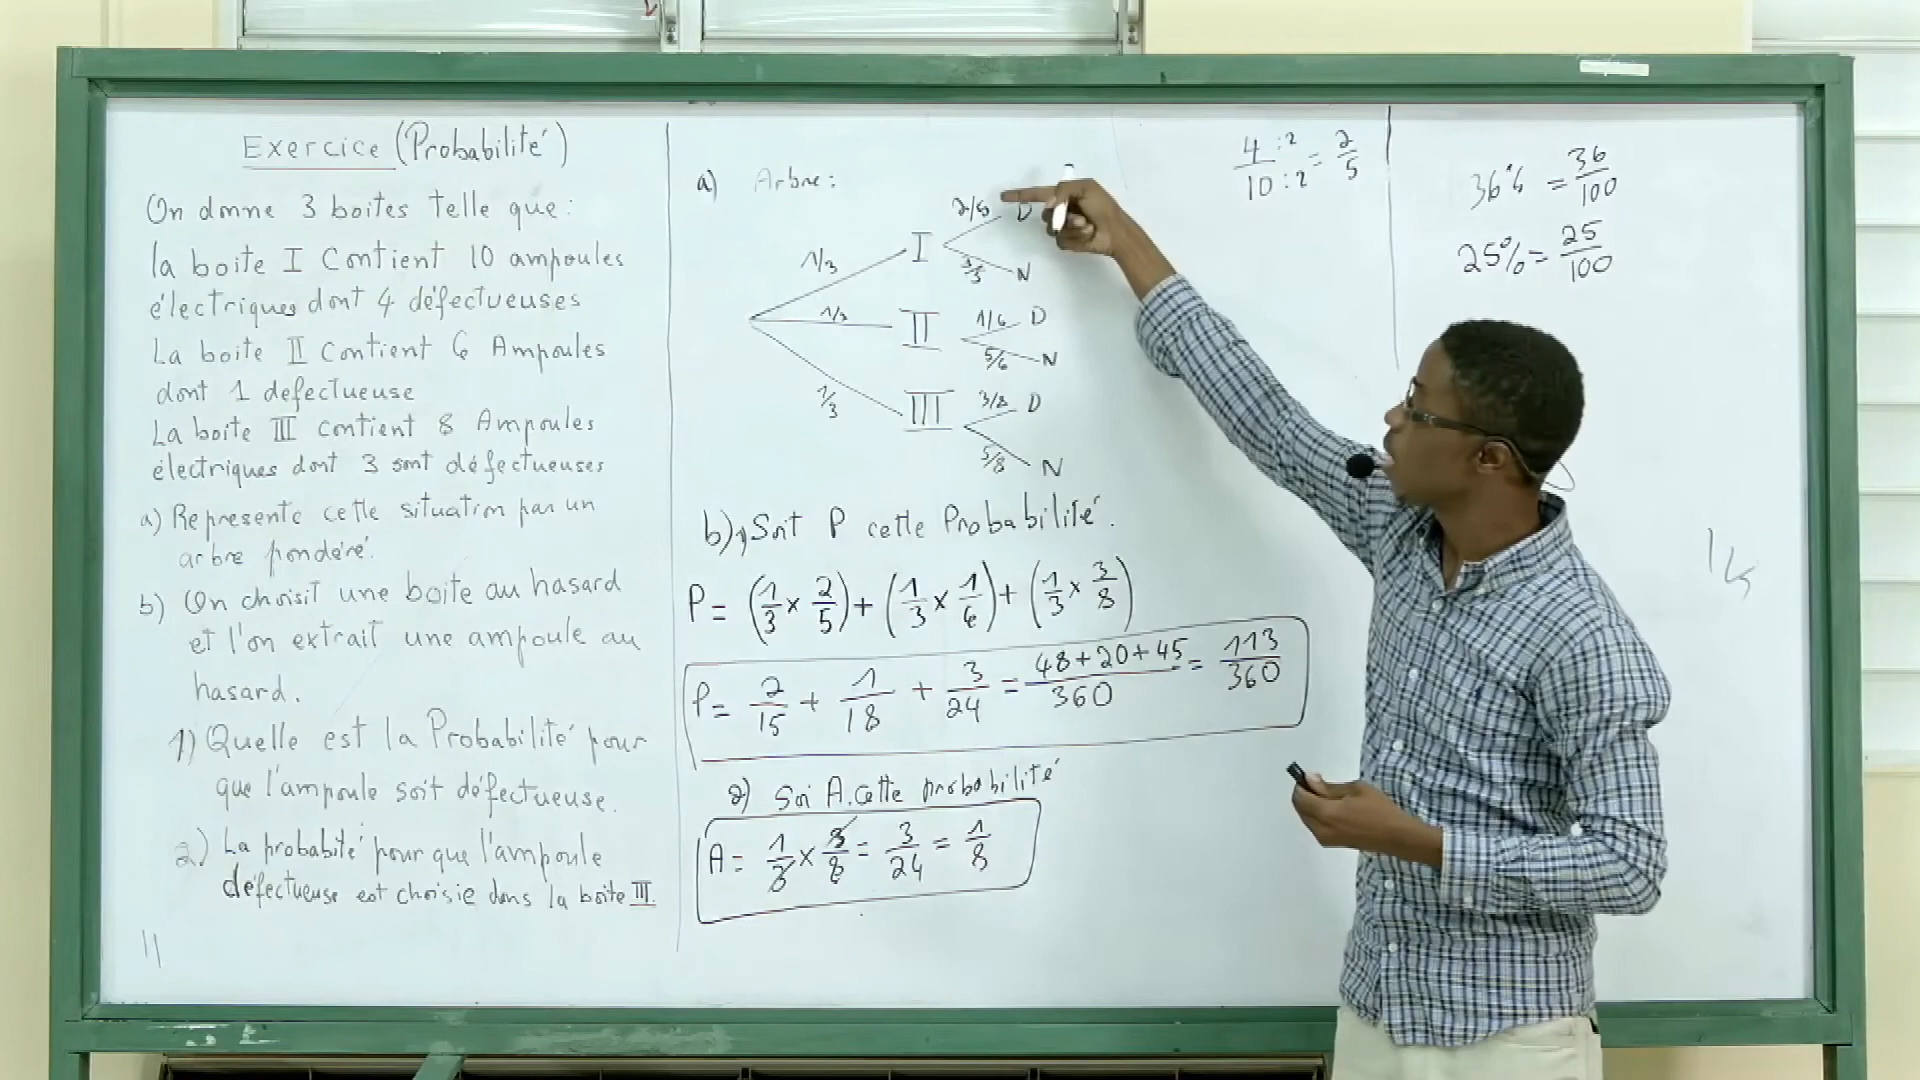 Exercice (Probabilité)
On donne 3 boites telle que :
la boite I Contient 10 ampoules
électriques dont 4 défectueuses
La boite II Contient 6 Ampoules
dont 1 defectueuse
La boite III contient 8 Ampoules
électriques dont 3 sont défectueuses
a) Represente cette situation par un
arbre pondéré.
b) On choisit une boite au hasard
et l'on extrait une ampoule au
hasard.
1) Quelle est la Probabilité pour
que l'ampoule soit défectueuse.
2) La probabité pour que l'ampoule
défectueuse est choisie dans la boite III.
a) Arbre :
1/3 I 2/5 D
N
1/3 II 1/6 D
5/6 N
1/3 III 3/8 D
5/8 N
b) 1) Soit P cette Probabilité.
P = (1/3 × 2/5) + (1/3 × 1/6) + (1/3 × 3/8)
P = 2/15 + 1/18 + 3/24 = 48+20+45/360 = 113/360
2) Soi A. cette probabilité
A = 1/3 × 3/8 = 3/24 = 1/8
4:2/10:2 = 2/5
36% = 36/100
25% = 25/100